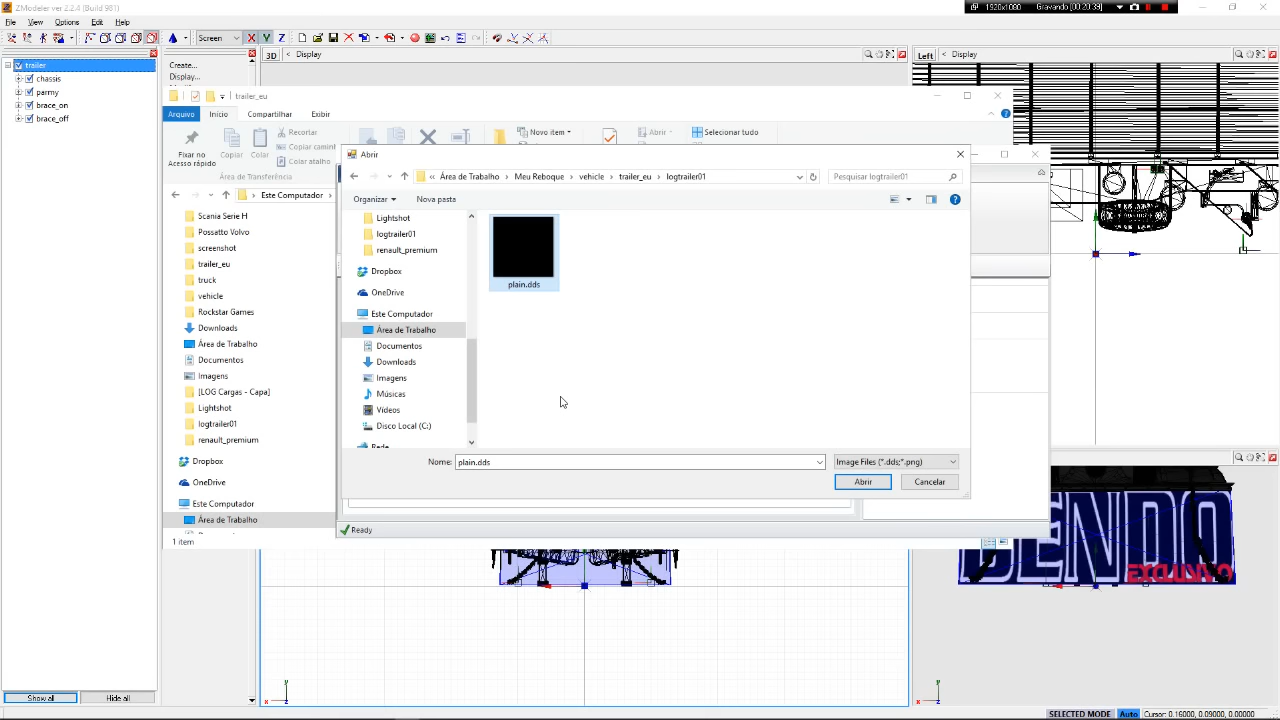 ZModeler ver 2.2.4 (Build 981)
1920x1080 Gravando [00:20:39]
File View Options Edit Help
Screen X Y Z
trailer
chassis
parmy
brace_on
brace_off
Show all Hide all
Create...
Display...
3D < Display
Left < Display
trailer_eu
Arquivo Início Compartilhar Exibir
Fixar no
Acesso rápido
Copiar Colar
Recortar
Copiar camin
Colar atalho
Novo item
Abrir
Selecionar tudo
Área de Transferência
Este Computador
Scania Serie H
Possatto Volvo
screenshot
trailer_eu
truck
vehicle
Rockstar Games
Downloads
Área de Trabalho
Documentos
Imagens
[LOG Cargas - Capa]
Lightshot
logtrailer01
renault_premium
Dropbox
OneDrive
Este Computador
Área de Trabalho
1 item
Abrir
« Área de Trabalho > Meu Reboque > vehicle > trailer_eu > logtrailer01
Pesquisar logtrailer01
Organizar Nova pasta
Lightshot
logtrailer01
renault_premium
Dropbox
OneDrive
Este Computador
Área de Trabalho
Documentos
Downloads
Imagens
Músicas
Vídeos
Disco Local (C:)
Rede
plain.dds
Nome: plain.dds
Image Files (*.dds;*.png)
Abrir Cancelar
Ready
z x
y x
SELECTED MODE Auto Cursor: 0.16000, 0.09000, 0.00000